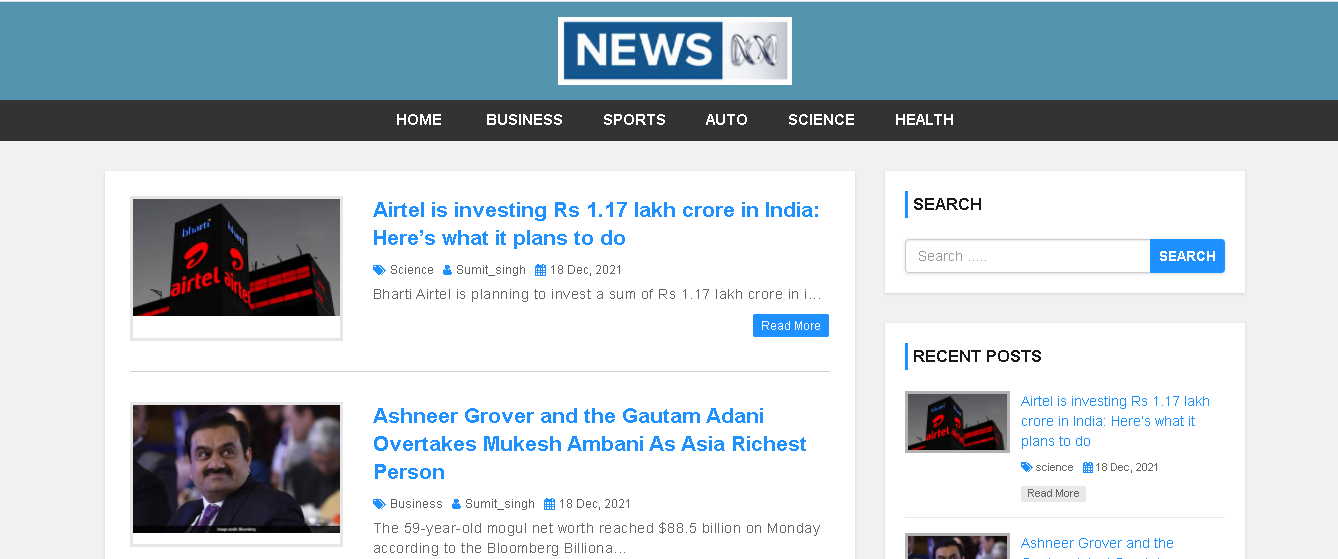 NEWS
HOME BUSINESS SPORTS AUTO SCIENCE HEALTH
bharti bharti
airtel airtel
Airtel is investing Rs 1.17 lakh crore in India:
Here's what it plans to do
Science Sumit_singh 18 Dec, 2021
Bharti Airtel is planning to invest a sum of Rs 1.17 lakh crore in i...
Read More
Ashneer Grover and the Gautam Adani
Overtakes Mukesh Ambani As Asia Richest
Person
Business Sumit_singh 18 Dec, 2021
The 59-year-old mogul net worth reached $88.5 billion on Monday
according to the Bloomberg Billiona...
SEARCH
Search ..... SEARCH
RECENT POSTS
airtel
Airtel is investing Rs 1.17 lakh
crore in India: Here's what it
plans to do
science 18 Dec, 2021
Read More
Ashneer Grover and the